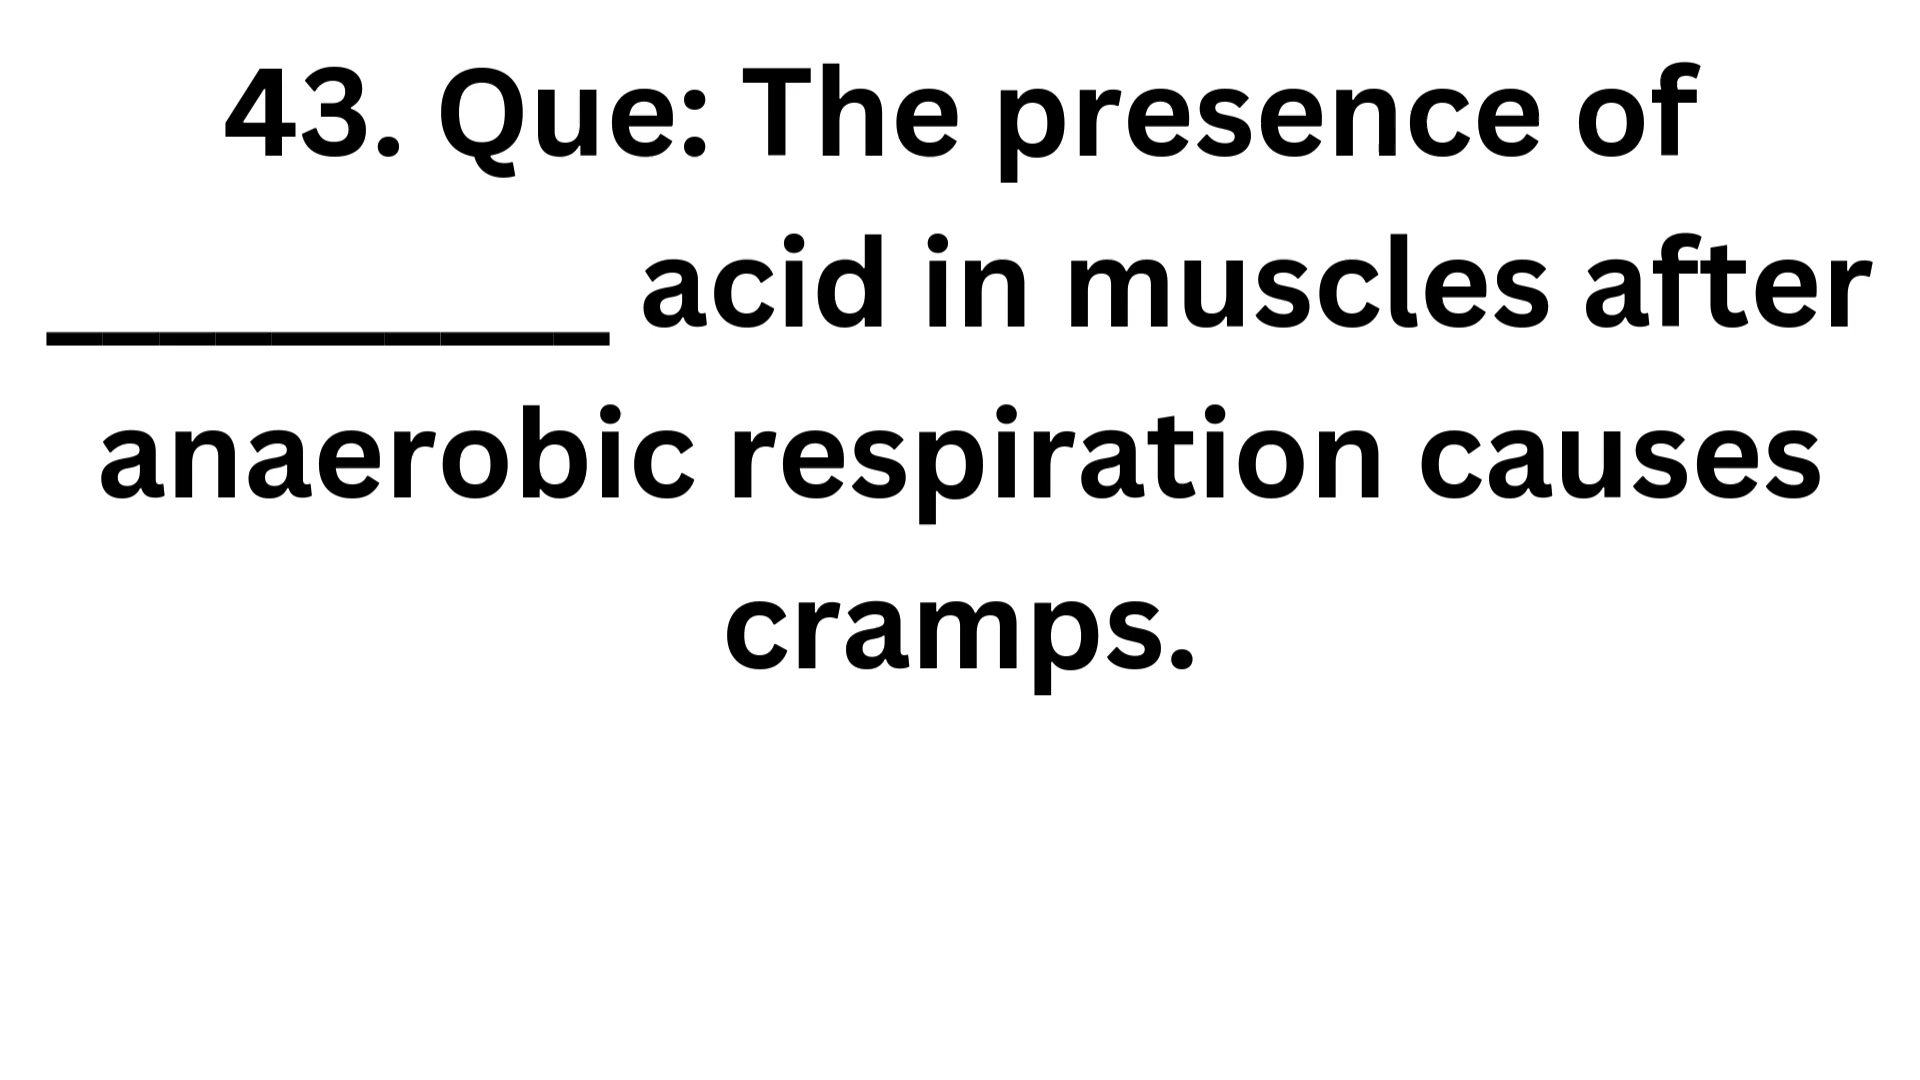 43. Que: The presence of
__________ acid in muscles after
anaerobic respiration causes
cramps.